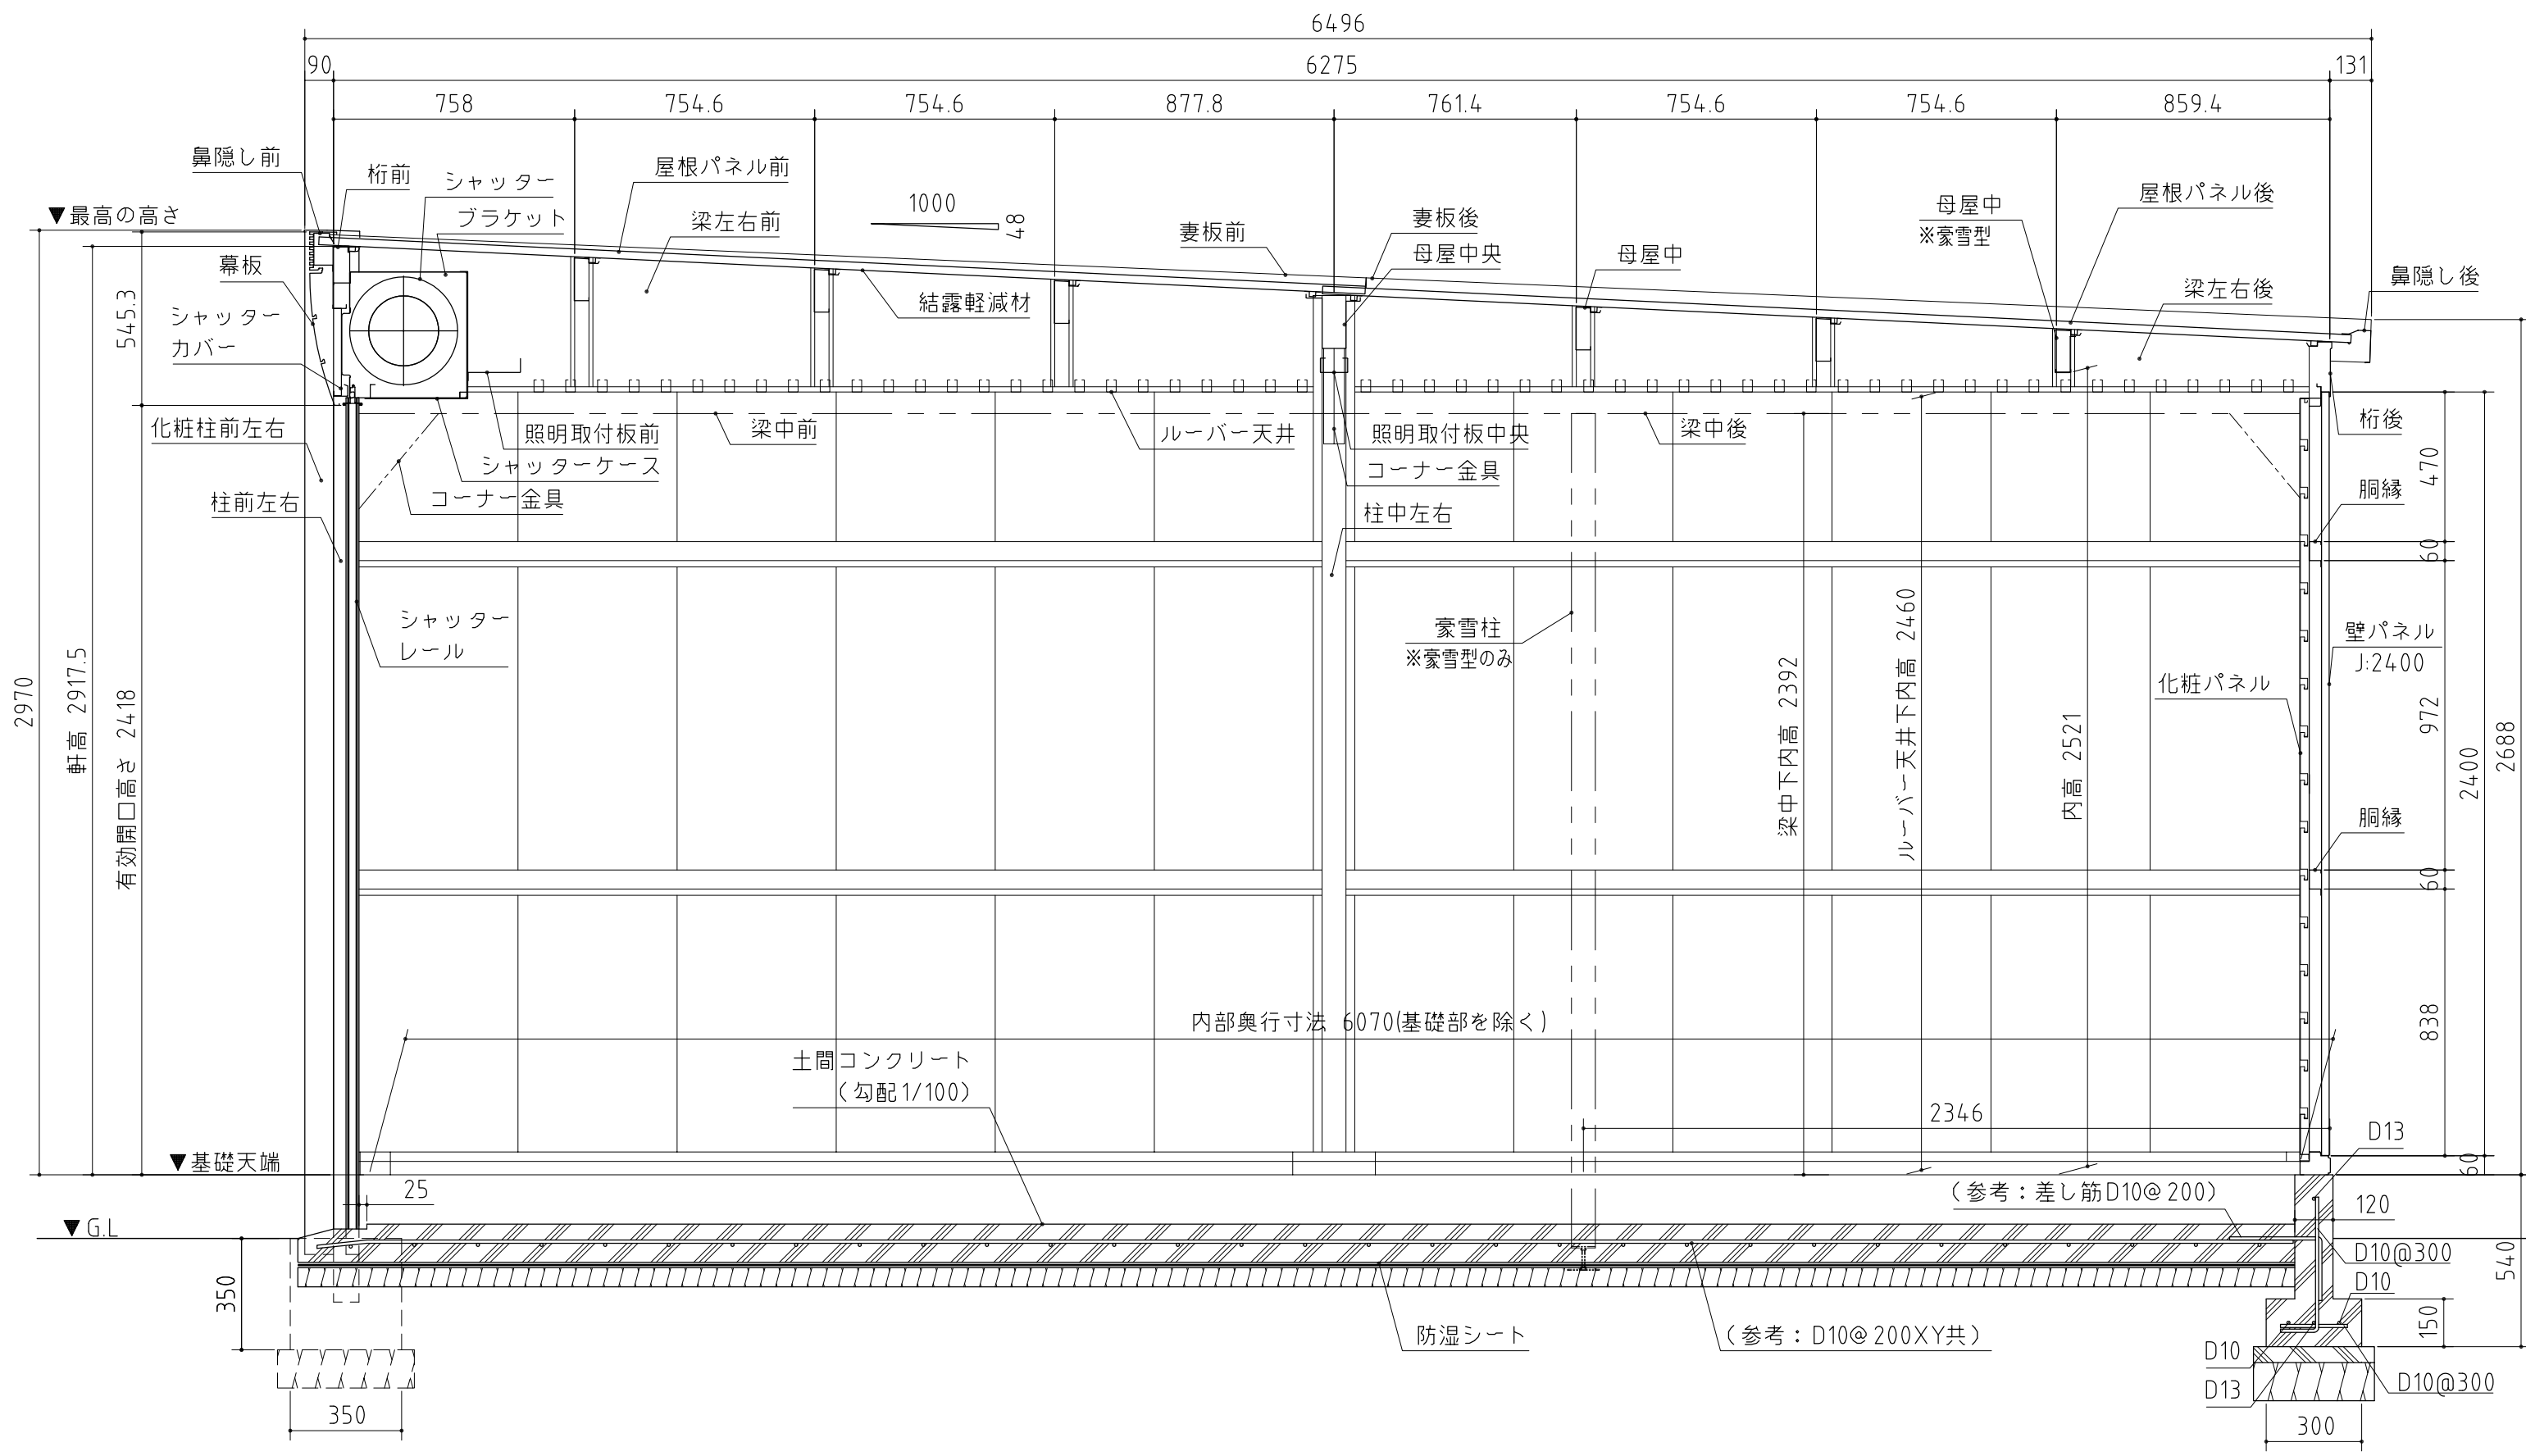 6496
90
6275
131
758
754.6
754.6
877.8
761.4
754.6
754.6
859.4
鼻隠し前
桁前
シャッター
ブラケット
屋根パネル前
梁左右前
1000
48
妻板前
妻板後
母屋中央
母屋中
母屋中
※豪雪型
屋根パネル後
梁左右後
鼻隠し後
▼最高の高さ
幕板
シャッター
カバー
結露軽減材
545.3
化粧柱前左右
照明取付板前
梁中前
ルーバー天井
照明取付板中央
梁中後
桁後
シャッターケース
コーナー金具
コーナー金具
柱前左右
柱中左右
470
胴縁
60
シャッター
レール
豪雪柱
※豪雪型のみ
壁パネル
J:2400
化粧パネル
2970
軒高 2917.5
有効開口高さ 2418
梁中下内高 2392
ルーバー天井下内高 2460
内高 2521
972
2400
2688
胴縁
60
838
内部奥行寸法 6070(基礎部を除く)
土間コンクリート
(勾配1/100)
2346
D13
60
▼基礎天端
25
(参考：差し筋D10@200)
120
▼ G.L
D10@300
D10
540
350
150
防湿シート
(参考：D10@200XY共)
D10
D13
D10@300
350
300